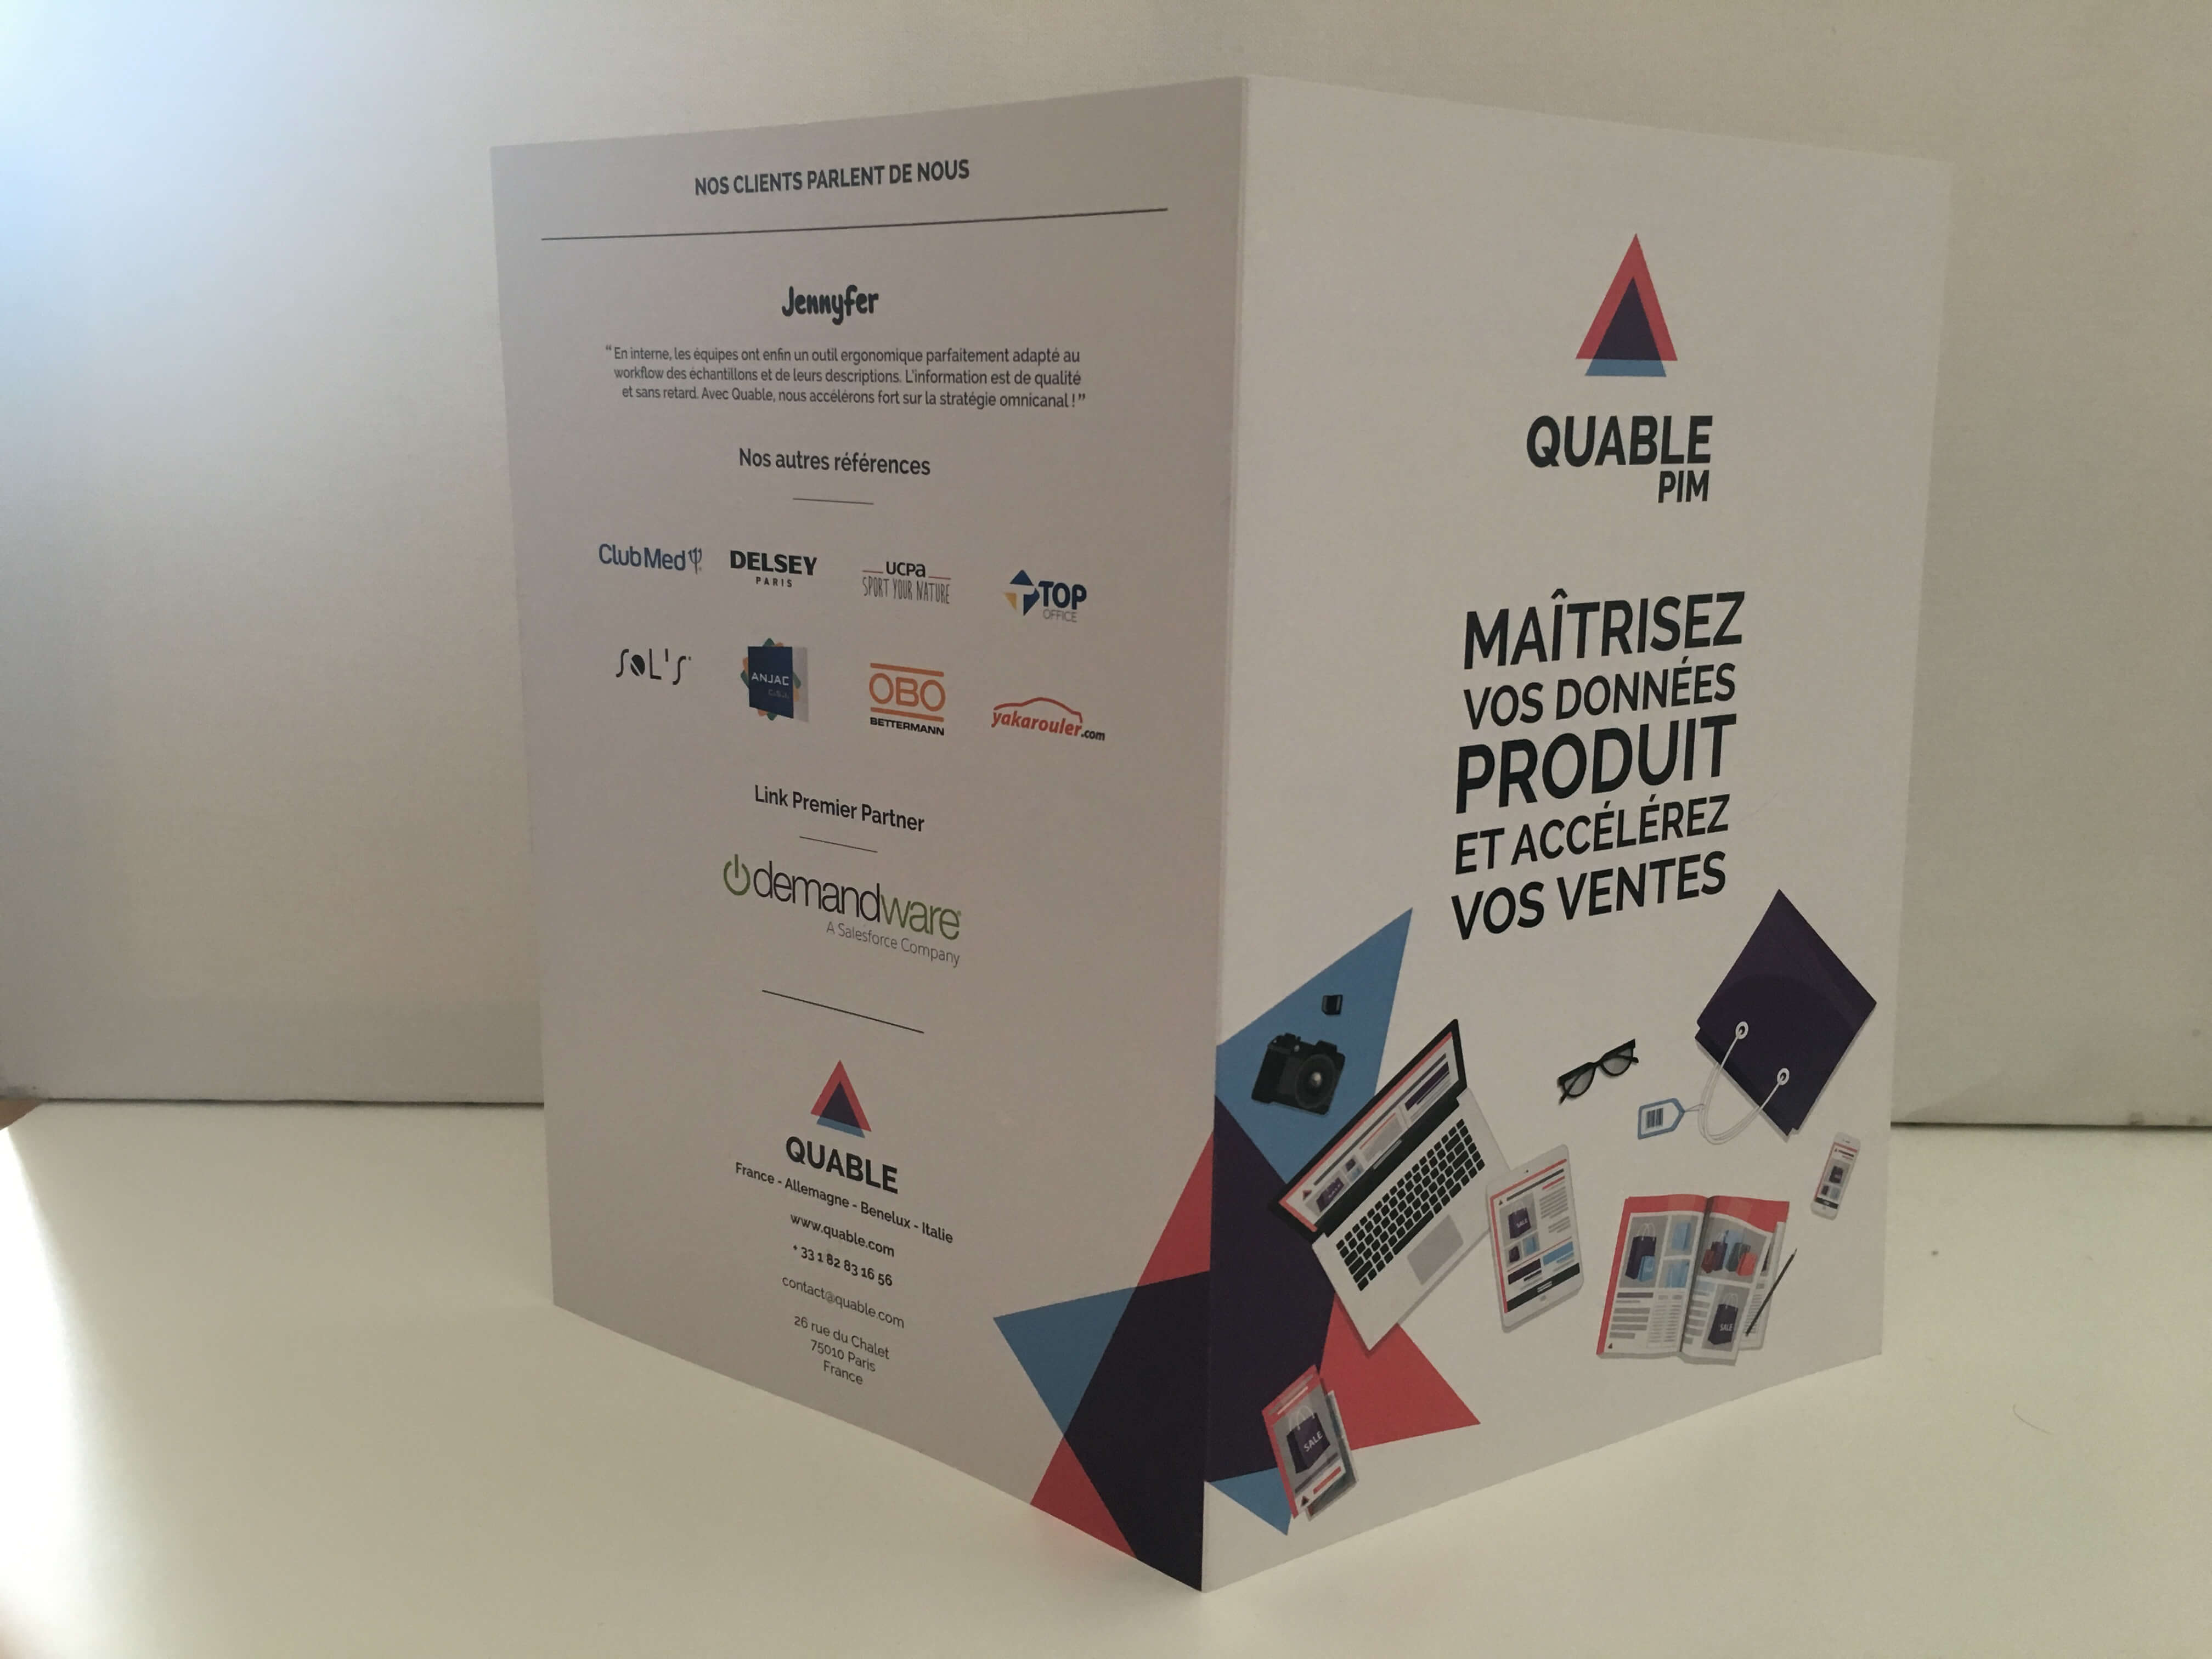 NOS CLIENTS PARLENT DE NOUS
Jennyfer
“ En interne, les équipes ont enfin un outil ergonomique parfaitement adapté au
workflow des échantillons et de leurs descriptions. L'information est de qualité
et sans retard. Avec Quable, nous accélérons fort sur la stratégie omnicanal ! ”
Nos autres références
Club Med
DELSEY
PARIS
UCPA
SPORT YOUR NATURE
TOP
OFFICE
SOL'S
ANJAC
OBO
BETTERMANN
yakarouler.com
Link Premier Partner
demandware
A Salesforce Company
QUABLE
France - Allemagne - Benelux - Italie
www.quable.com
+ 33 1 82 83 16 56
contact@quable.com
26 rue du Chalet
75010 Paris
France
QUABLE
PIM
MAÎTRISEZ
VOS DONNÉES
PRODUIT
ET ACCÉLÉREZ
VOS VENTES
SALE
SALE
SALE